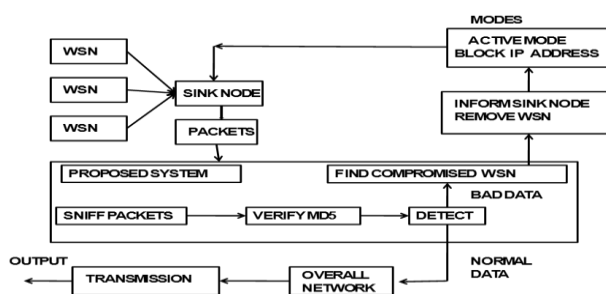 MODES
WSN
WSN
WSN
SINK NODE
PACKETS
ACTIVE MODE
BLOCK IP ADDRESS
INFORM SINK NODE
REMOVE WSN
PROPOSED SYSTEM
FIND COMPROMISED WSN
BAD DATA
SNIFF PACKETS
VERIFY MD5
DETECT
NORMAL
DATA
OVERALL
NETWORK
TRANSMISSION
OUTPUT